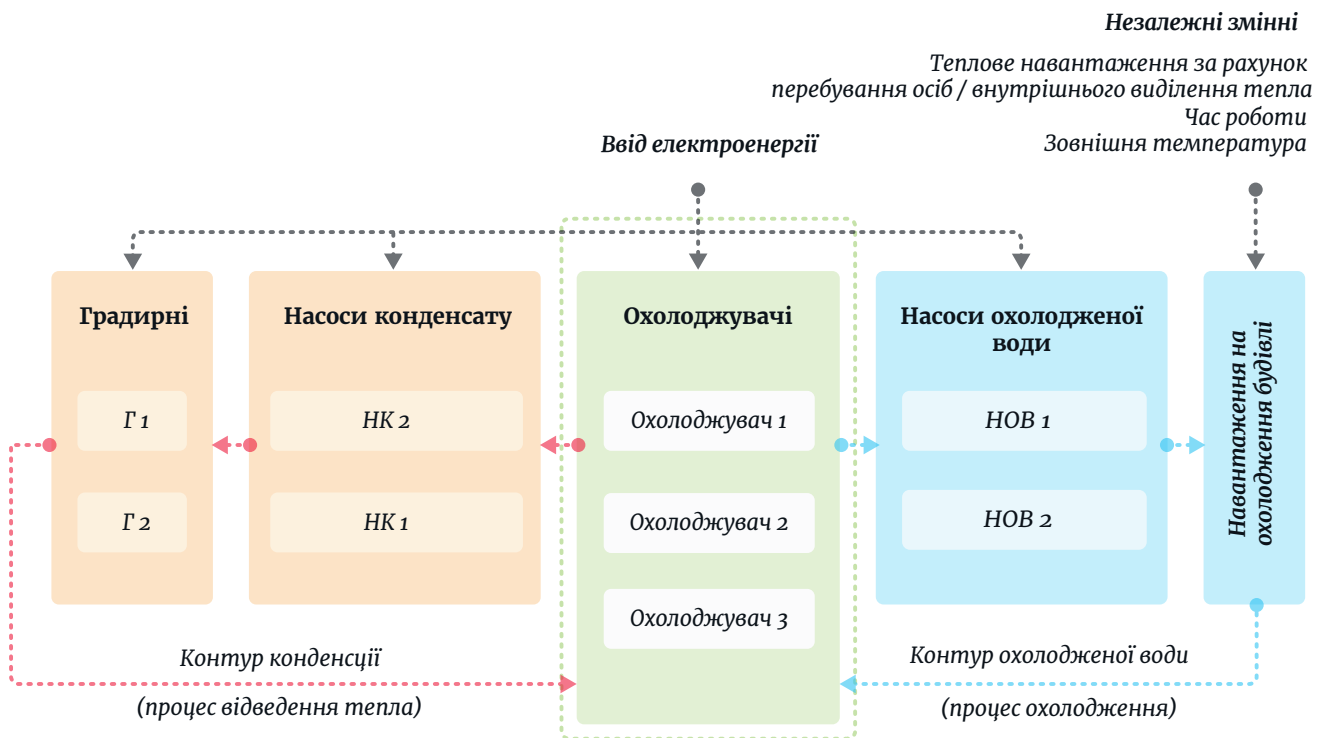 Незалежні змінні
Теплове навантаження за рахунок
перебування осіб / внутрішнього виділення тепла
Час роботи
Зовнішня температура
Ввід електроенергії
Градирні
Г 1
Г 2
Насоси конденсату
НК 2
НК 1
Охолоджувачі
Охолоджувач 1
Охолоджувач 2
Охолоджувач 3
Насоси охолодженої
води
НОВ 1
НОВ 2
Навантаження на
охолодження будівлі
Контур конденсції
(процес відведення тепла)
Контур охолодженої води
(процес охолодження)